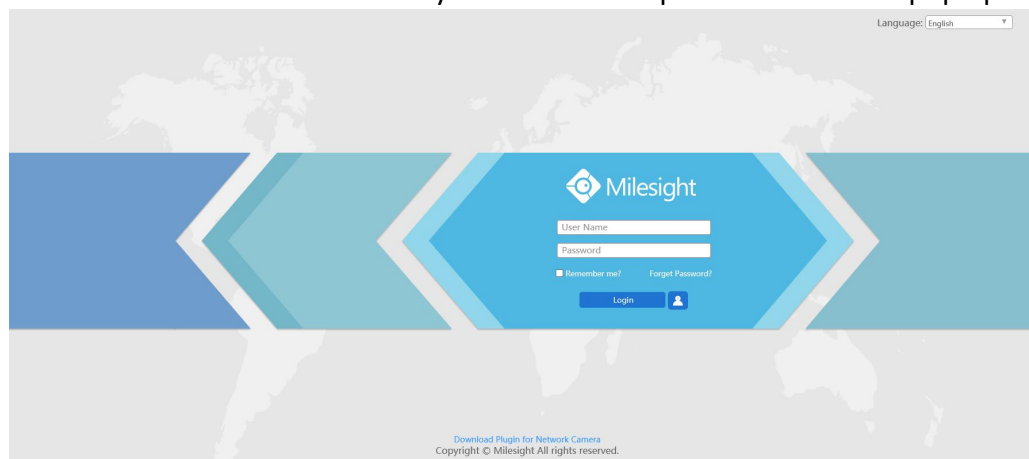 Language: English
Milesight
User Name
Password
Remember me? Forget Password?
Login
Download Plugin for Network Camera
Copyright © Milesight All rights reserved.